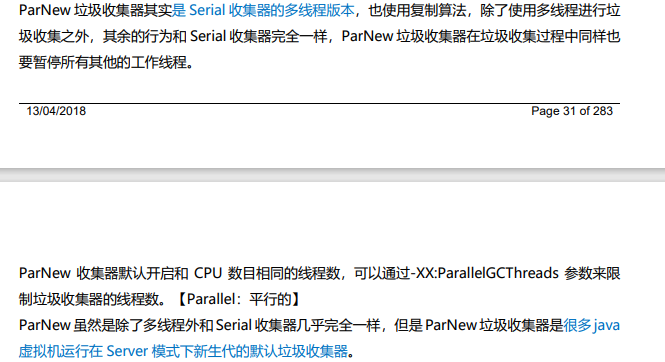 ParNew 垃圾收集器其实是 Serial 收集器的多线程版本，也使用复制算法，除了使用多线程进行垃
圾收集之外，其余的行为和 Serial 收集器完全一样，ParNew 垃圾收集器在垃圾收集过程中同样也
要暂停所有其他的工作线程。
13/04/2018 Page 31 of 283
ParNew 收集器默认开启和 CPU 数目相同的线程数，可以通过-XX:ParallelGCThreads 参数来限
制垃圾收集器的线程数。【Parallel：平行的】
ParNew 虽然是除了多线程外和 Serial 收集器几乎完全一样，但是 ParNew 垃圾收集器是很多 java
虚拟机运行在 Server 模式下新生代的默认垃圾收集器。